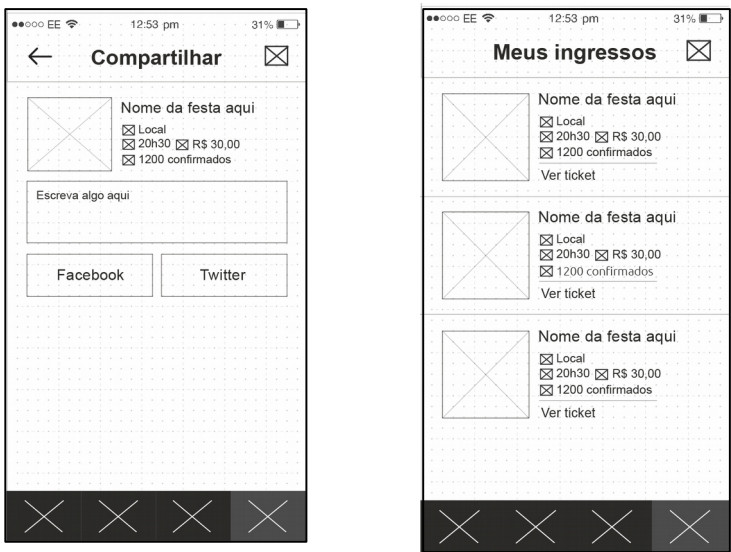 EE 12:53 pm 31%
Compartilhar
Nome da festa aqui
Local
20h30 R$ 30,00
1200 confirmados
Escreva algo aqui
Facebook Twitter
EE 12:53 pm 31%
Meus ingressos
Nome da festa aqui
Local
20h30 R$ 30,00
1200 confirmados
Ver ticket
Nome da festa aqui
Local
20h30 R$ 30,00
1200 confirmados
Ver ticket
Nome da festa aqui
Local
20h30 R$ 30,00
1200 confirmados
Ver ticket